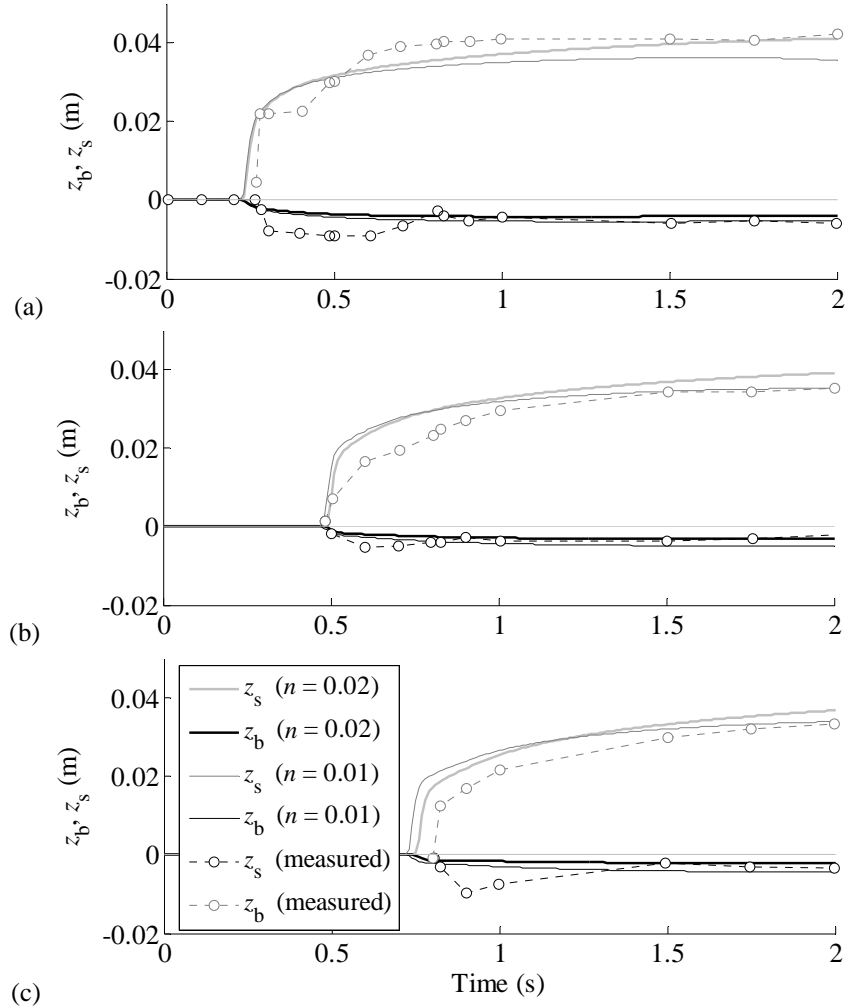 0.04
0.02
0
-0.02
z_b, z_s (m)
0 0.5 1 1.5 2
(a)
0.04
0.02
0
-0.02
z_b, z_s (m)
0 0.5 1 1.5 2
(b)
0.04
0.02
0
-0.02
z_b, z_s (m)
z_s (n = 0.02)
z_b (n = 0.02)
z_s (n = 0.01)
z_b (n = 0.01)
z_s (measured)
z_b (measured)
0 0.5 1 1.5 2
Time (s)
(c)